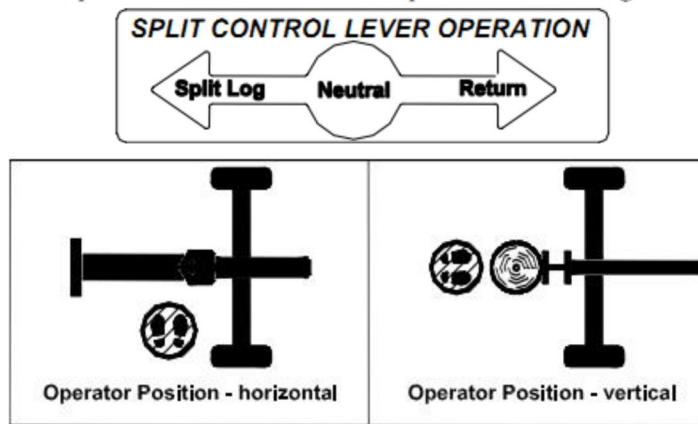 SPLIT CONTROL LEVER OPERATION
Split Log Neutral Return
Operator Position - horizontal
Operator Position - vertical